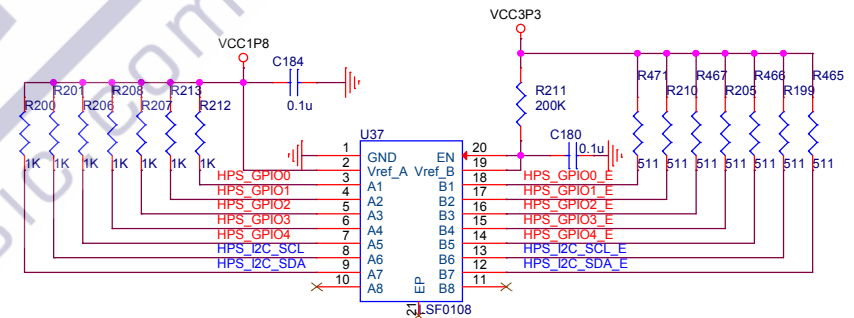 VCC3P3
VCC1P8
C184
0.1u
R200
R201
R206
R208
R207
R213
R212
1K
1K
1K
1K
1K
1K
1K
R211
200K
C180
0.1u
R471
R210
R467
R205
R466
R199
R465
511
511
511
511
511
511
511
U37
1 GND EN 20
2 Vref_A Vref_B 19
HPS_GPIO0 3 A1 B1 18 HPS_GPIO0_E
HPS_GPIO1 4 A2 B2 17 HPS_GPIO1_E
HPS_GPIO2 5 A3 B3 16 HPS_GPIO2_E
HPS_GPIO3 6 A4 B4 15 HPS_GPIO3_E
HPS_GPIO4 7 A5 B5 14 HPS_GPIO4_E
HPS_I2C_SCL 8 A6 B6 13 HPS_I2C_SCL_E
HPS_I2C_SDA 9 A7 B7 12 HPS_I2C_SDA_E
10 A8 B8 11
EP
21
LSF0108
sic.com